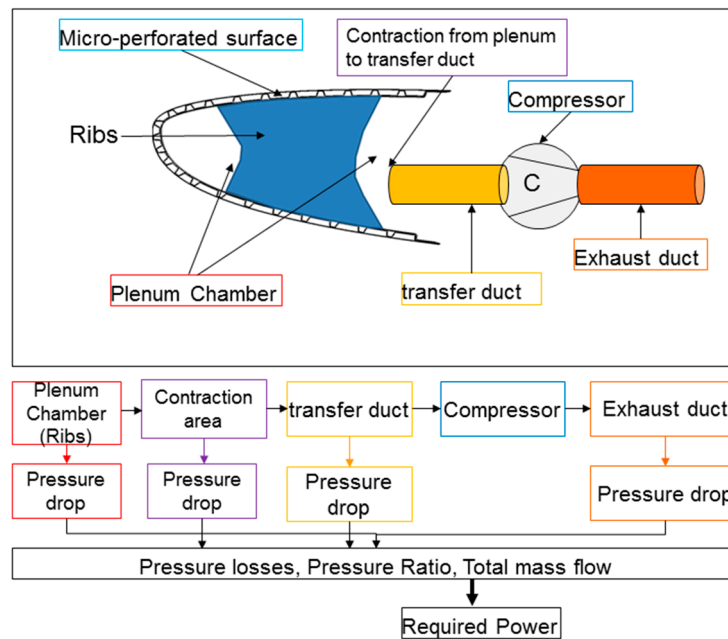 Micro-perforated surface
Contraction from plenum
to transfer duct
Compressor
Ribs
C
Plenum Chamber
transfer duct
Exhaust duct
Plenum
Chamber
(Ribs)
Contraction
area
transfer duct
Compressor
Exhaust duct
Pressure
drop
Pressure
drop
Pressure
drop
Pressure drop
Pressure losses, Pressure Ratio, Total mass flow
Required Power